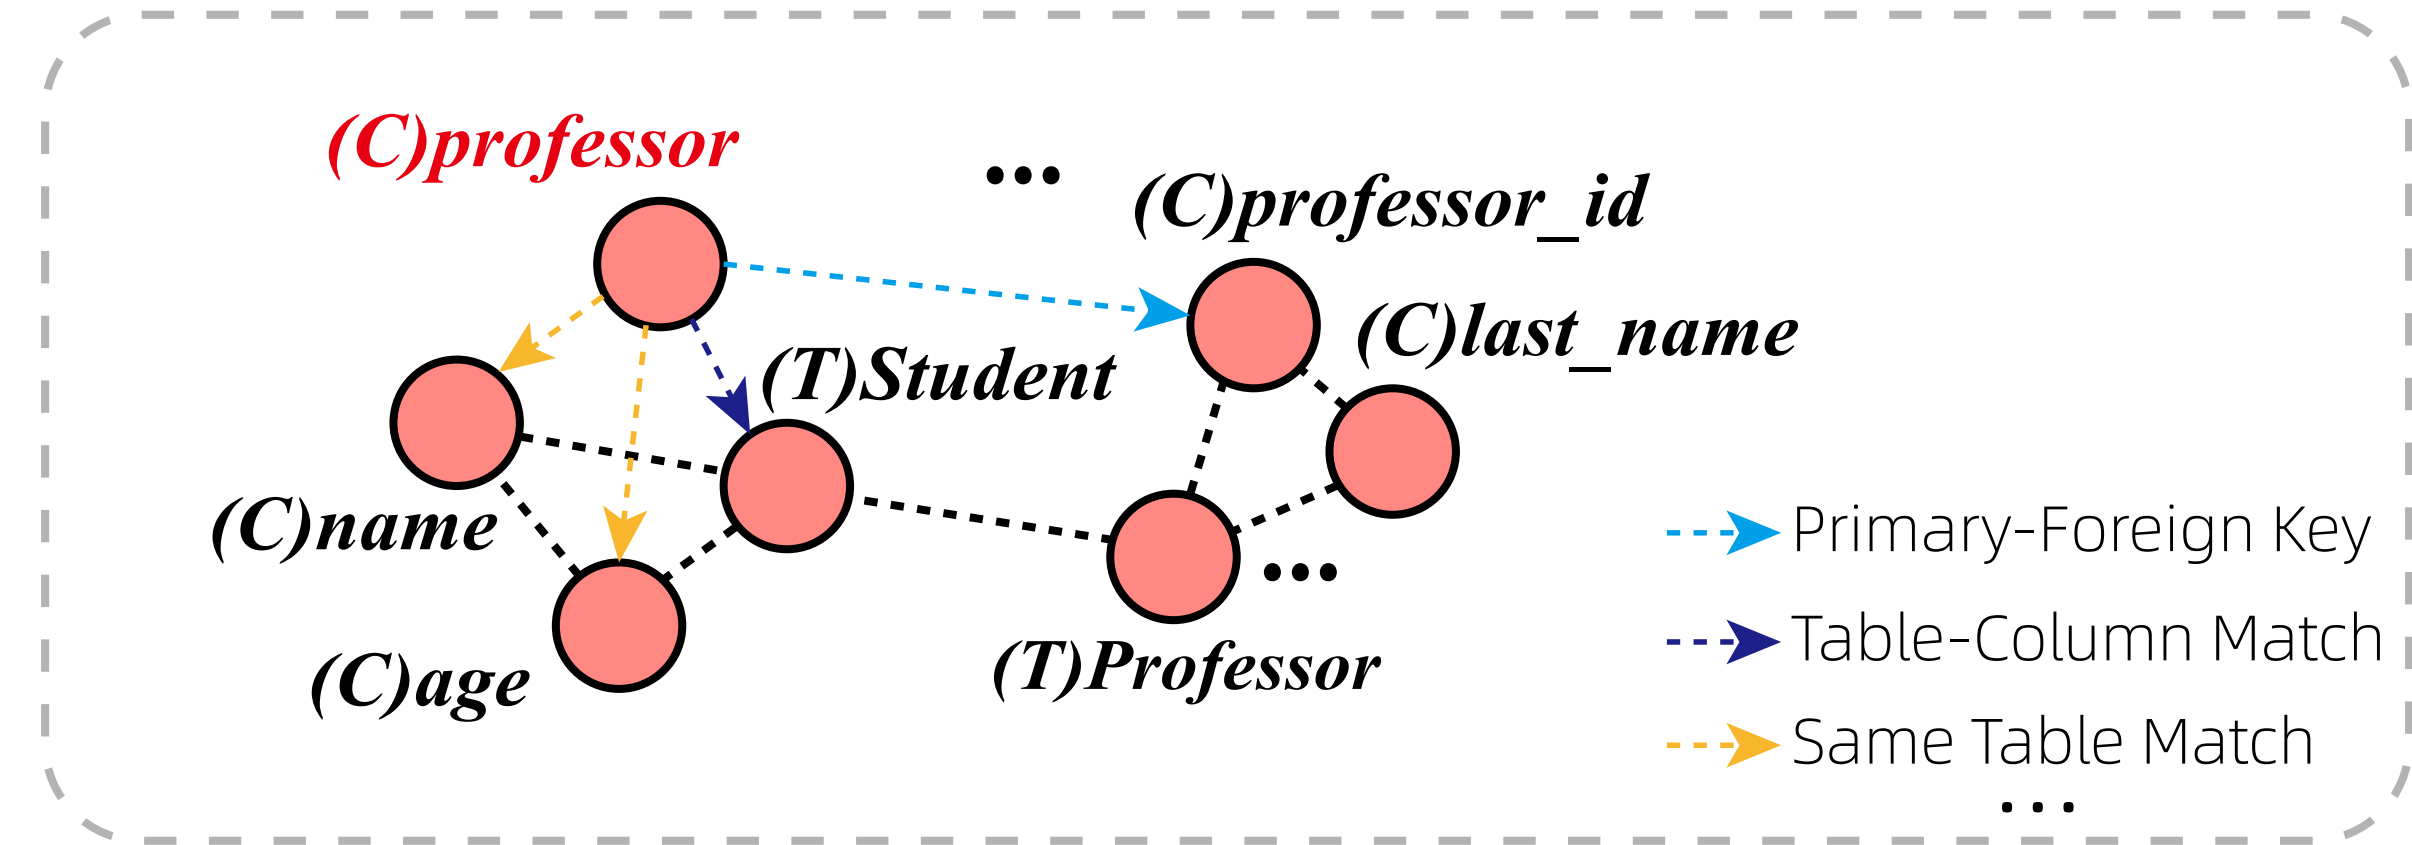 (C)professor
...
(C)professor_id
(C)last_name
(T)Student
(C)name
(C)age
(T)Professor
...
Primary-Foreign Key
Table-Column Match
Same Table Match
...